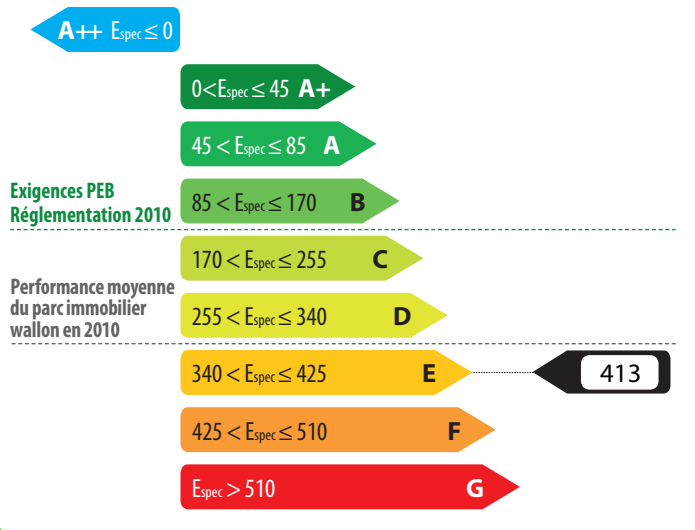 A++ Espec ≤ 0
0<Espec ≤ 45 A+
45 < Espec ≤ 85 A
Exigences PEB
Réglementation 2010
85 < Espec ≤ 170 B
170 < Espec ≤ 255 C
Performance moyenne
du parc immobilier
wallon en 2010
255 < Espec ≤ 340 D
340 < Espec ≤ 425 E
413
425 < Espec ≤ 510 F
Espec > 510 G